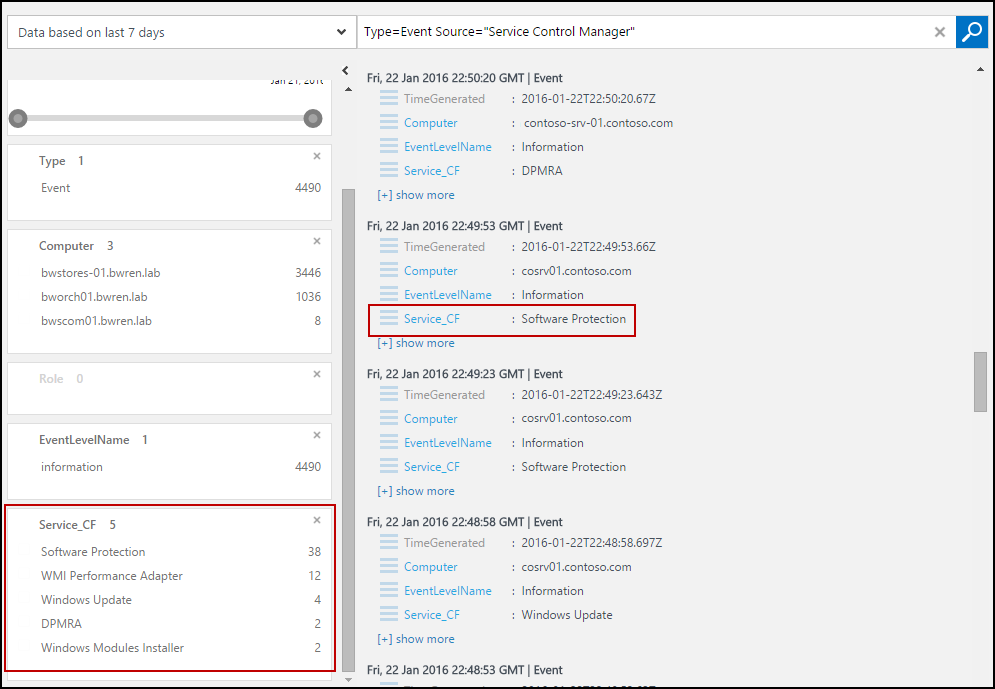 Data based on last 7 days
Type=Event Source="Service Control Manager"
Type 1
Event 4490
Computer 3
bwstores-01.bwren.lab 3446
bworch01.bwren.lab 1036
bwscom01.bwren.lab 8
Role 0
EventLevelName 1
information 4490
Service_CF 5
Software Protection 38
WMI Performance Adapter 12
Windows Update 4
DPMRA 2
Windows Modules Installer 2
Fri, 22 Jan 2016 22:50:20 GMT | Event
TimeGenerated : 2016-01-22T22:50:20.67Z
Computer : contoso-srv-01.contoso.com
EventLevelName : Information
Service_CF : DPMRA
[+] show more
Fri, 22 Jan 2016 22:49:53 GMT | Event
TimeGenerated : 2016-01-22T22:49:53.66Z
Computer : cosrv01.contoso.com
EventLevelName : Information
Service_CF : Software Protection
[+] show more
Fri, 22 Jan 2016 22:49:23 GMT | Event
TimeGenerated : 2016-01-22T22:49:23.643Z
Computer : cosrv01.contoso.com
EventLevelName : Information
Service_CF : Software Protection
[+] show more
Fri, 22 Jan 2016 22:48:58 GMT | Event
TimeGenerated : 2016-01-22T22:48:58.697Z
Computer : cosrv01.contoso.com
EventLevelName : Information
Service_CF : Windows Update
[+] show more
Fri, 22 Jan 2016 22:48:53 GMT | Event